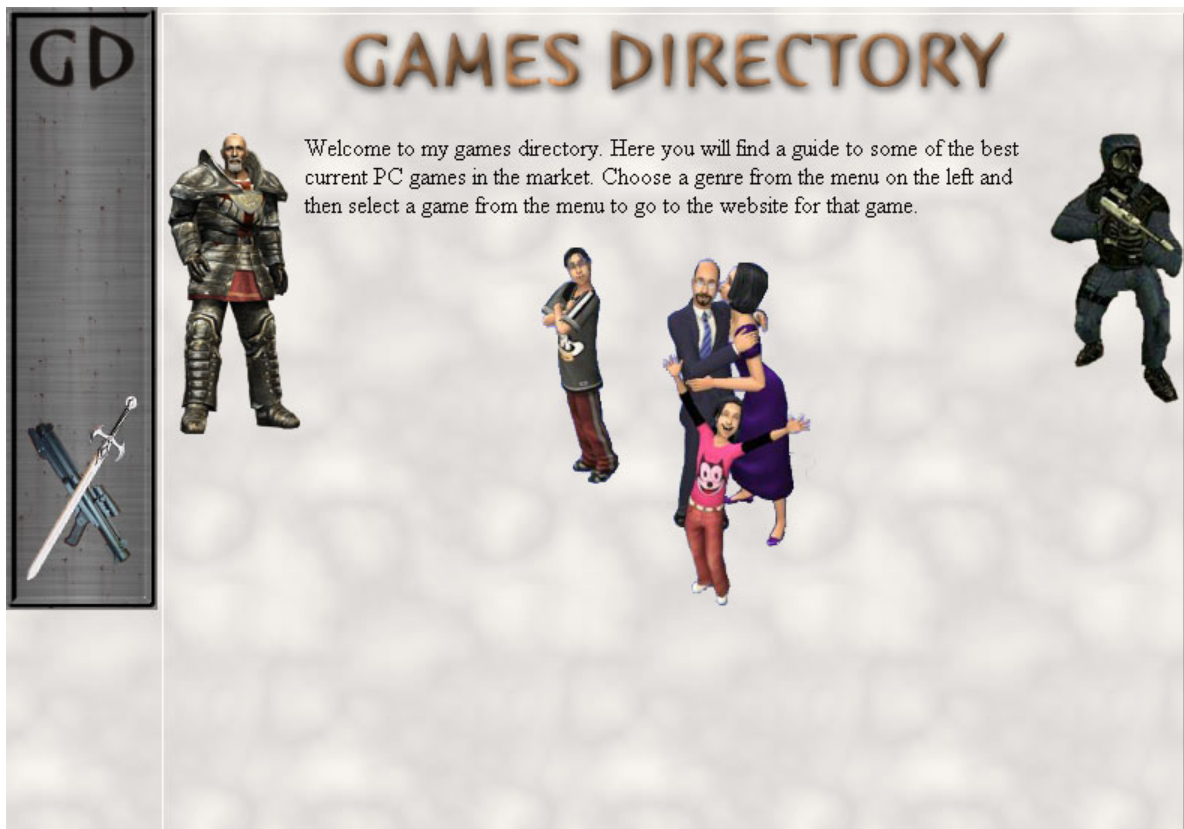 GD
GAMES DIRECTORY
Welcome to my games directory. Here you will find a guide to some of the best
current PC games in the market. Choose a genre from the menu on the left and
then select a game from the menu to go to the website for that game.